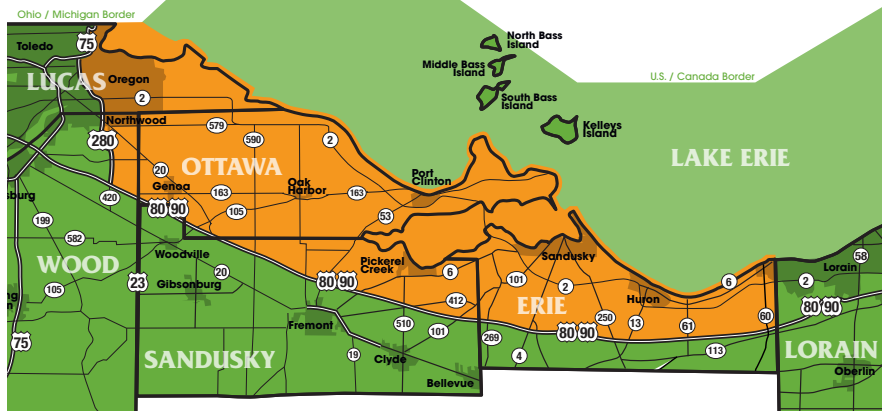 Ohio / Michigan Border
Toledo
75
North Bass
Island
Middle Bass
Island
South Bass
Island
Kelleys
Island
U.S. / Canada Border
LUCAS
Oregon
2
Northwood
280
579
590
2
LAKE ERIE
OTTAWA
20
Genoa
Oak
Harbor
Port
Clinton
163
163
420
80 90
105
53
199
582
WOOD
Woodville
20
Pickerel
Creek
6
Sandusky
58
Lorain
2
105
23
Gibsonburg
80 90
101
2
6
Huron
80 90
412
ERIE
250
13
61
60
75
Fremont
510
101
269
80 90
SANDUSKY
19
Clyde
4
113
LORAIN
Oberlin
Bellevue
sburg
ng
n